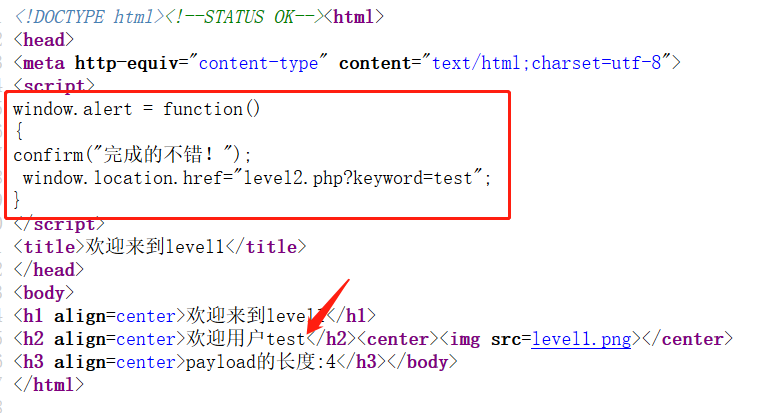 <!DOCTYPE html><!--STATUS OK--><html>
<head>
<meta http-equiv="content-type" content="text/html;charset=utf-8">
<script>
window.alert = function()
{
confirm("完成的不错！");
 window.location.href="level2.php?keyword=test";
}
</script>
<title>欢迎来到level1</title>
</head>
<body>
<h1 align=center>欢迎来到level1</h1>
<h2 align=center>欢迎用户test</h2><center><img src=level1.png></center>
<h3 align=center>payload的长度:4</h3></body>
</html>